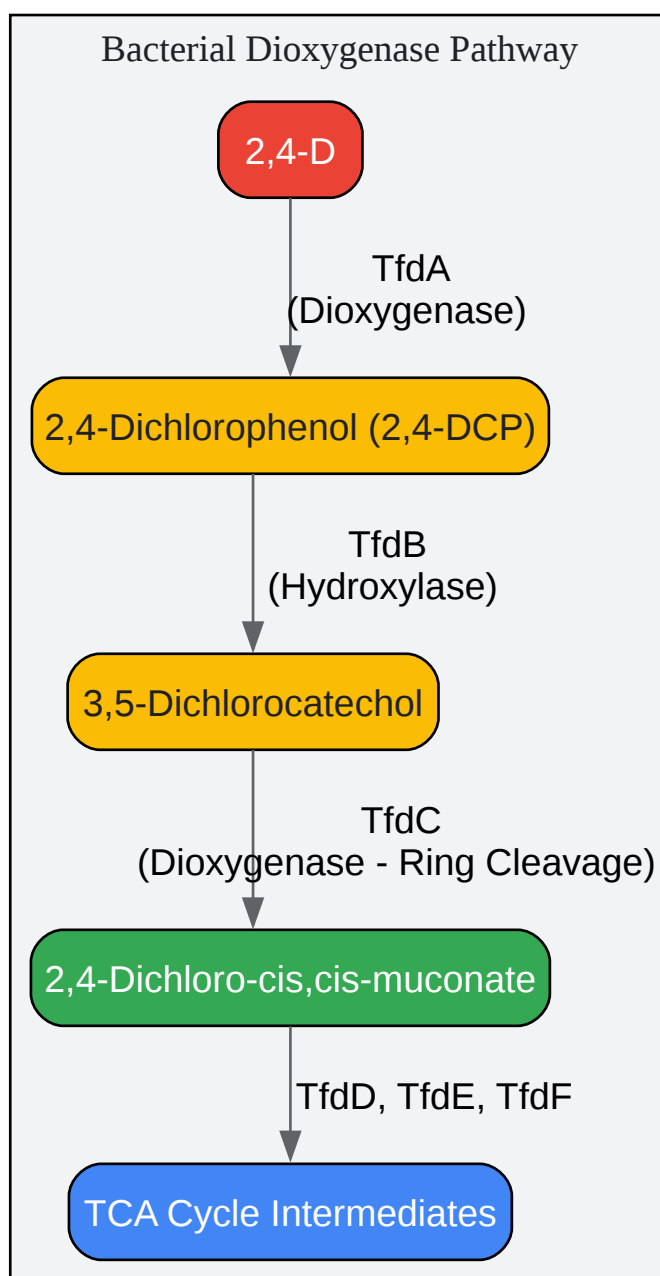 Bacterial Dioxygenase Pathway
2,4-D
TfdA
(Dioxygenase)
2,4-Dichlorophenol (2,4-DCP)
TfdB
(Hydroxylase)
3,5-Dichlorocatechol
TfdC
(Dioxygenase - Ring Cleavage)
2,4-Dichloro-cis,cis-muconate
TfdD, TfdE, TfdF
TCA Cycle Intermediates